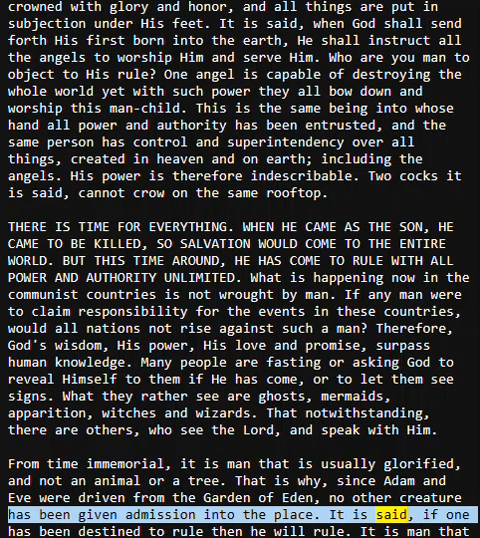 crowned with glory and honor, and all things are put in
subjection under His feet. It is said, when God shall send
forth His first born into the earth, He shall instruct all
the angels to worship Him and serve Him. Who are you man to
object to His rule? One angel is capable of destroying the
whole world yet with such power they all bow down and
worship this man-child. This is the same being into whose
hand all power and authority has been entrusted, and the
same person has control and superintendency over all
things, created in heaven and on earth; including the
angels. His power is therefore indescribable. Two cocks it
is said, cannot crow on the same rooftop.

THERE IS TIME FOR EVERYTHING. WHEN HE CAME AS THE SON, HE
CAME TO BE KILLED, SO SALVATION WOULD COME TO THE ENTIRE
WORLD. BUT THIS TIME AROUND, HE HAS COME TO RULE WITH ALL
POWER AND AUTHORITY UNLIMITED. What is happening now in the
communist countries is not wrought by man. If any man were
to claim responsibility for the events in these countries,
would all nations not rise against such a man? Therefore,
God's wisdom, His power, His love and promise, surpass
human knowledge. Many people are fasting or asking God to
reveal Himself to them if He has come, or to let them see
signs. What they rather see are ghosts, mermaids,
apparition, witches and wizards. That notwithstanding,
there are others, who see the Lord, and speak with Him.

From time immemorial, it is man that is usually glorified,
and not an animal or a tree. That is why, since Adam and
Eve were driven from the Garden of Eden, no other creature
has been given admission into the place. It is said, if one
has been destined to rule then he will rule. It is man that